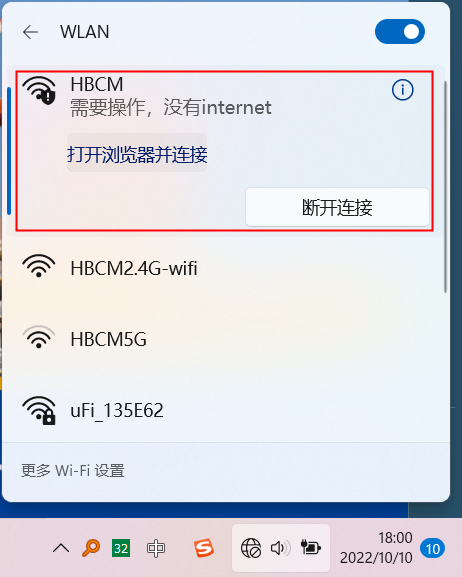 WLAN
HBCM
需要操作，没有internet
打开浏览器并连接
断开连接
HBCM2.4G-wifi
HBCM5G
uFi_135E62
更多 Wi-Fi 设置
32
中
S
18:00
2022/10/10
10